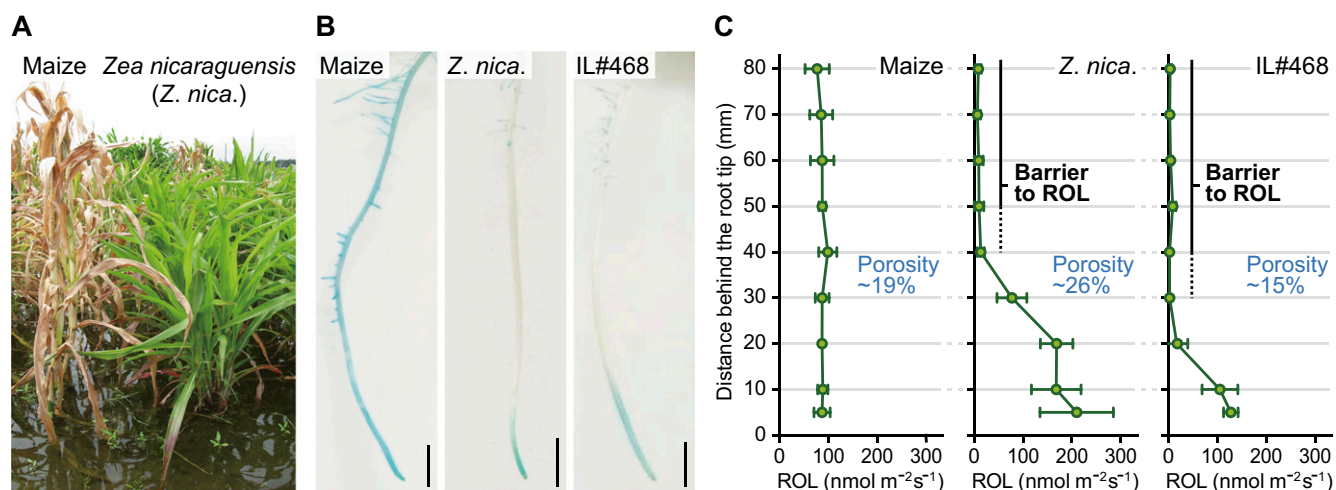 A
Maize Zea nicaraguensis
(Z. nica.)
B
Maize
Z. nica.
IL#468
C
Distance behind the root tip (mm)
80
70
60
50
40
30
20
10
0
Maize
Porosity
~19%
0 100 200 300
ROL (nmol m⁻²s⁻¹)
Z. nica.
Barrier
to ROL
Porosity
~26%
0 100 200 300
ROL (nmol m⁻²s⁻¹)
IL#468
Barrier
to ROL
Porosity
~15%
0 100 200 300
ROL (nmol m⁻²s⁻¹)